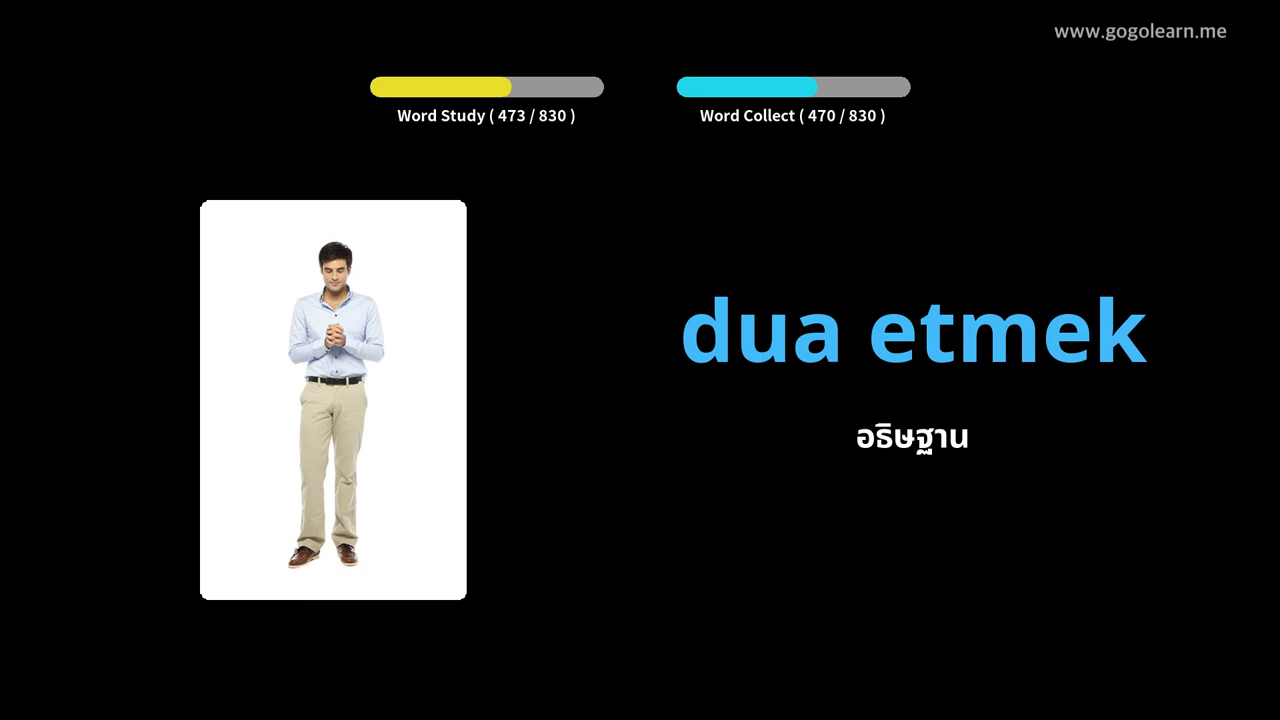 www.gogolearn.me
Word Study ( 473 / 830 )
Word Collect ( 470 / 830 )
dua etmek
อธิษฐาน